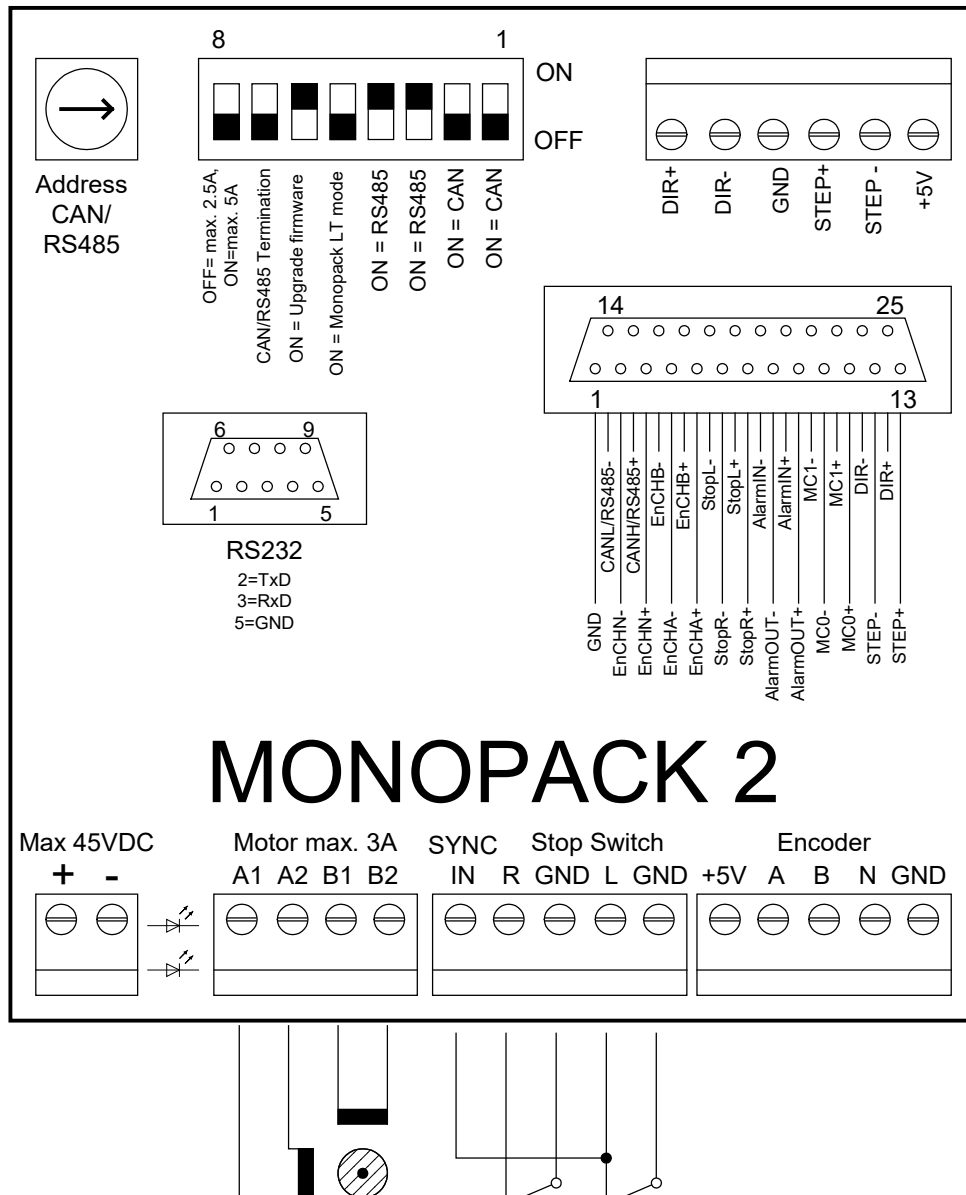 8 1
ON
OFF
Address
CAN/
RS485
OFF= max. 2.5A,
ON=max. 5A
CAN/RS485 Termination
ON = Upgrade firmware
ON = Monopack LT mode
ON = RS485
ON = RS485
ON = CAN
ON = CAN
DIR+
DIR-
GND
STEP+
STEP -
+5V
14 25
1 13
CANL/RS485-
CANH/RS485+
EnCHB-
EnCHB+
StopL-
StopL+
AlarmIN-
AlarmIN+
MC1-
MC1+
DIR-
DIR+
GND
EnCHN-
EnCHN+
EnCHA-
EnCHA+
StopR-
StopR+
AlarmOUT-
AlarmOUT+
MC0-
MC0+
STEP-
STEP+
6 9
1 5
RS232
2=TxD
3=RxD
5=GND
MONOPACK 2
Max 45VDC Motor max. 3A SYNC Stop Switch Encoder
+ - A1 A2 B1 B2 IN R GND L GND +5V A B N GND